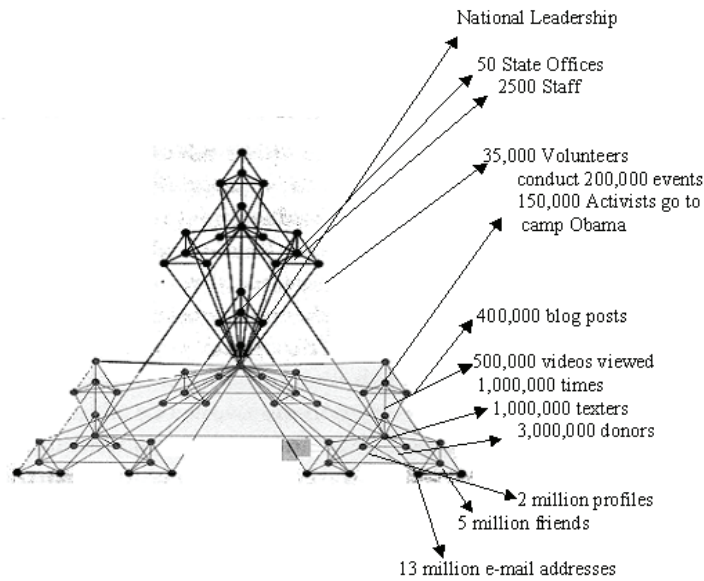 National Leadership
50 State Offices
2500 Staff
35,000 Volunteers
conduct 200,000 events
150,000 Activists go to
camp Obama
400,000 blog posts
500,000 videos viewed
1,000,000 times
1,000,000 texters
3,000,000 donors
2 million profiles
5 million friends
13 million e-mail addresses